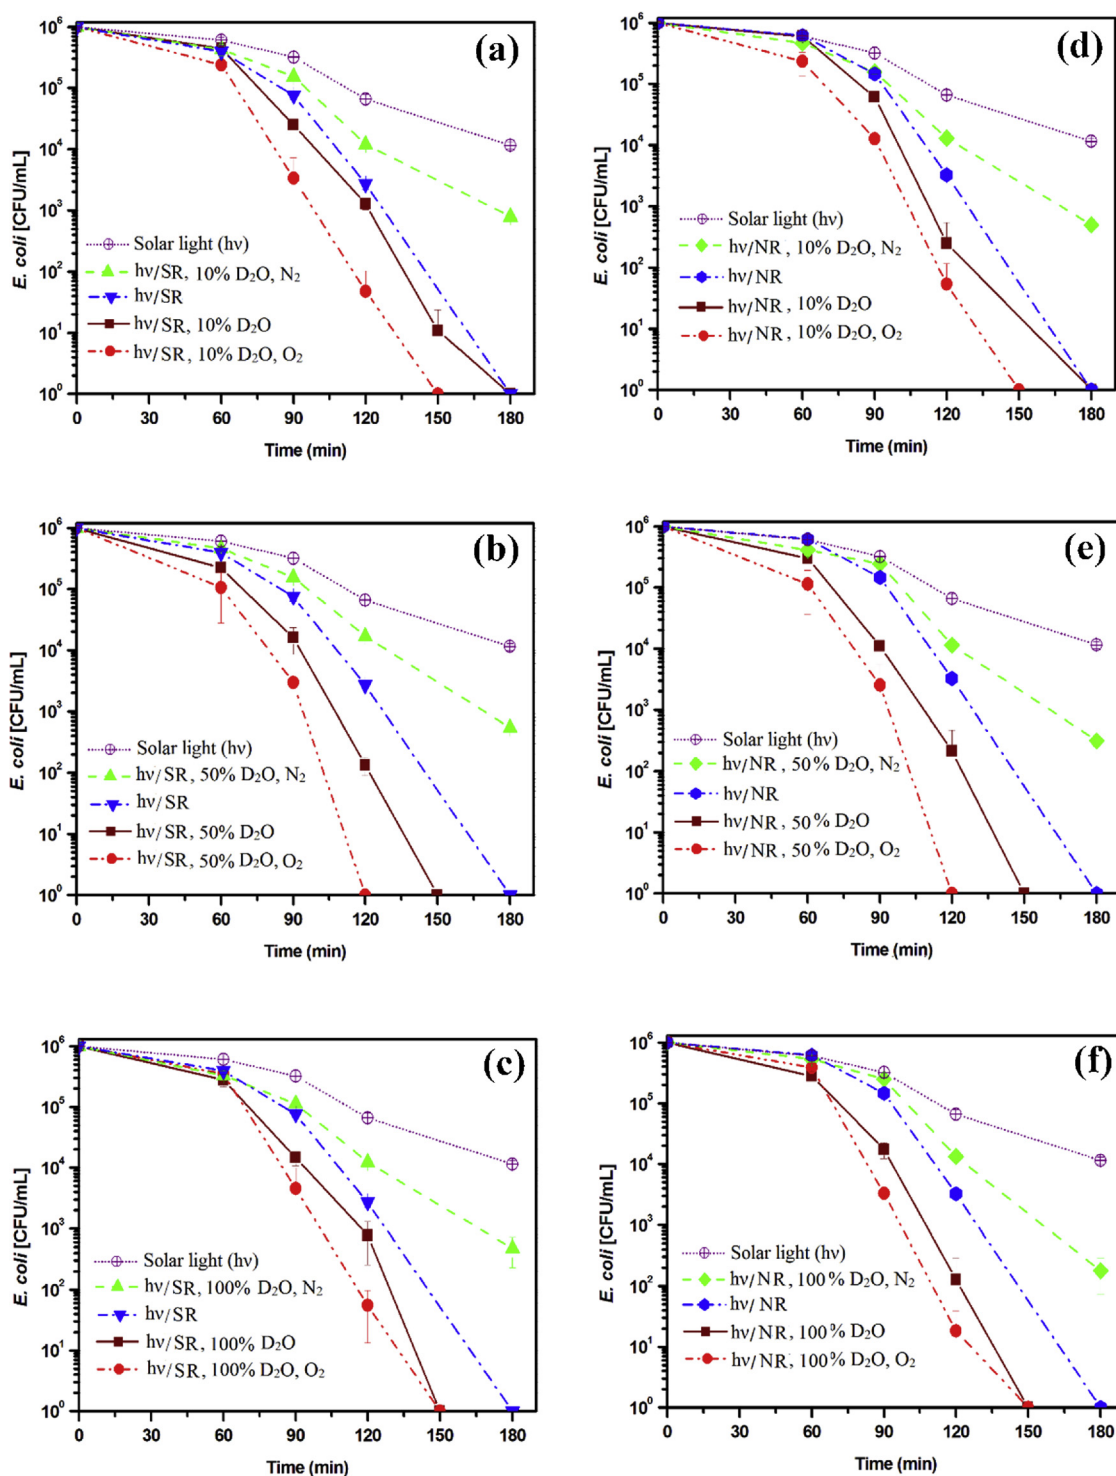 (a)
E. coli [CFU/mL]
10⁶
10⁵
10⁴
10³
10²
10¹
10⁰
Solar light (hν)
hν/SR, 10% D₂O, N₂
hν/SR
hν/SR, 10% D₂O
hν/SR, 10% D₂O, O₂
0 30 60 90 120 150 180
Time (min)
(d)
E. coli [CFU/mL]
10⁶
10⁵
10⁴
10³
10²
10¹
10⁰
Solar light (hν)
hν/NR, 10% D₂O, N₂
hν/NR
hν/NR, 10% D₂O
hν/NR, 10% D₂O, O₂
0 30 60 90 120 150 180
Time (min)
(b)
E. coli [CFU/mL]
10⁶
10⁵
10⁴
10³
10²
10¹
10⁰
Solar light (hν)
hν/SR, 50% D₂O, N₂
hν/SR
hν/SR, 50% D₂O
hν/SR, 50% D₂O, O₂
0 30 60 90 120 150 180
Time (min)
(e)
E. coli [CFU/mL]
10⁶
10⁵
10⁴
10³
10²
10¹
10⁰
Solar light (hν)
hν/NR, 50% D₂O, N₂
hν/NR
hν/NR, 50% D₂O
hν/NR, 50% D₂O, O₂
0 30 60 90 120 150 180
Time (min)
(c)
E. coli [CFU/mL]
10⁶
10⁵
10⁴
10³
10²
10¹
10⁰
Solar light (hν)
hν/SR, 100% D₂O, N₂
hν/SR
hν/SR, 100% D₂O
hν/SR, 100% D₂O, O₂
0 30 60 90 120 150 180
Time (min)
(f)
E. coli [CFU/mL]
10⁶
10⁵
10⁴
10³
10²
10¹
10⁰
Solar light (hν)
hν/NR, 100% D₂O, N₂
hν/NR
hν/NR, 100% D₂O
hν/NR, 100% D₂O, O₂
0 30 60 90 120 150 180
Time (min)